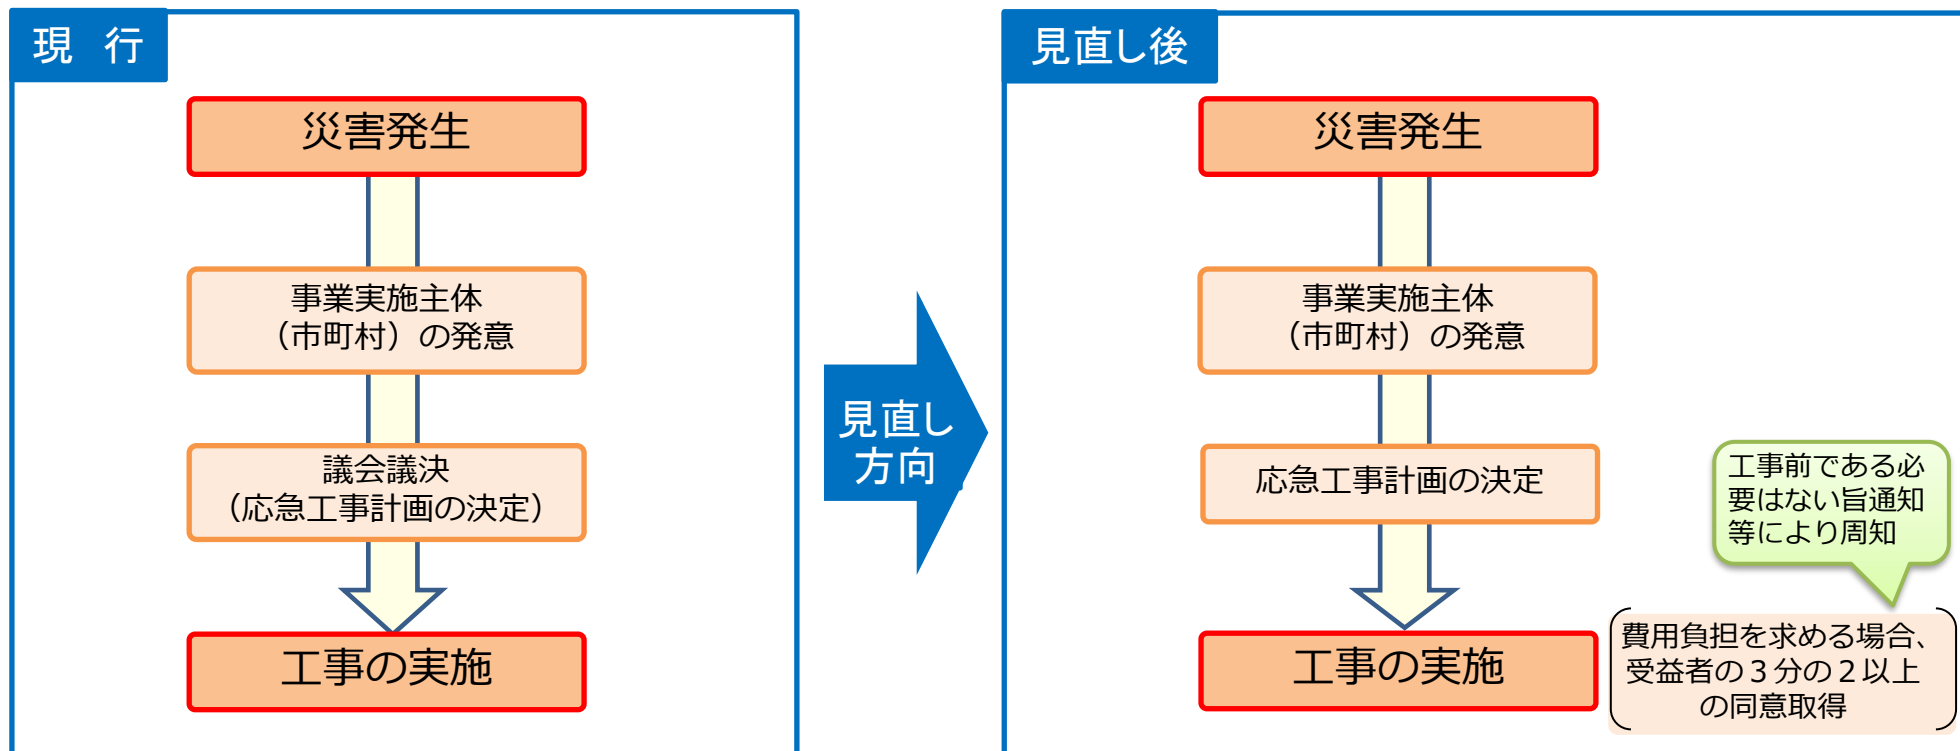 現　行
災害発生
事業実施主体
（市町村）の発意
議会議決
（応急工事計画の決定）
工事の実施
見直し
方向
見直し後
災害発生
事業実施主体
（市町村）の発意
応急工事計画の決定
工事の実施
工事前である必
要はない旨通知
等により周知
費用負担を求める場合、
受益者の３分の２以上
の同意取得